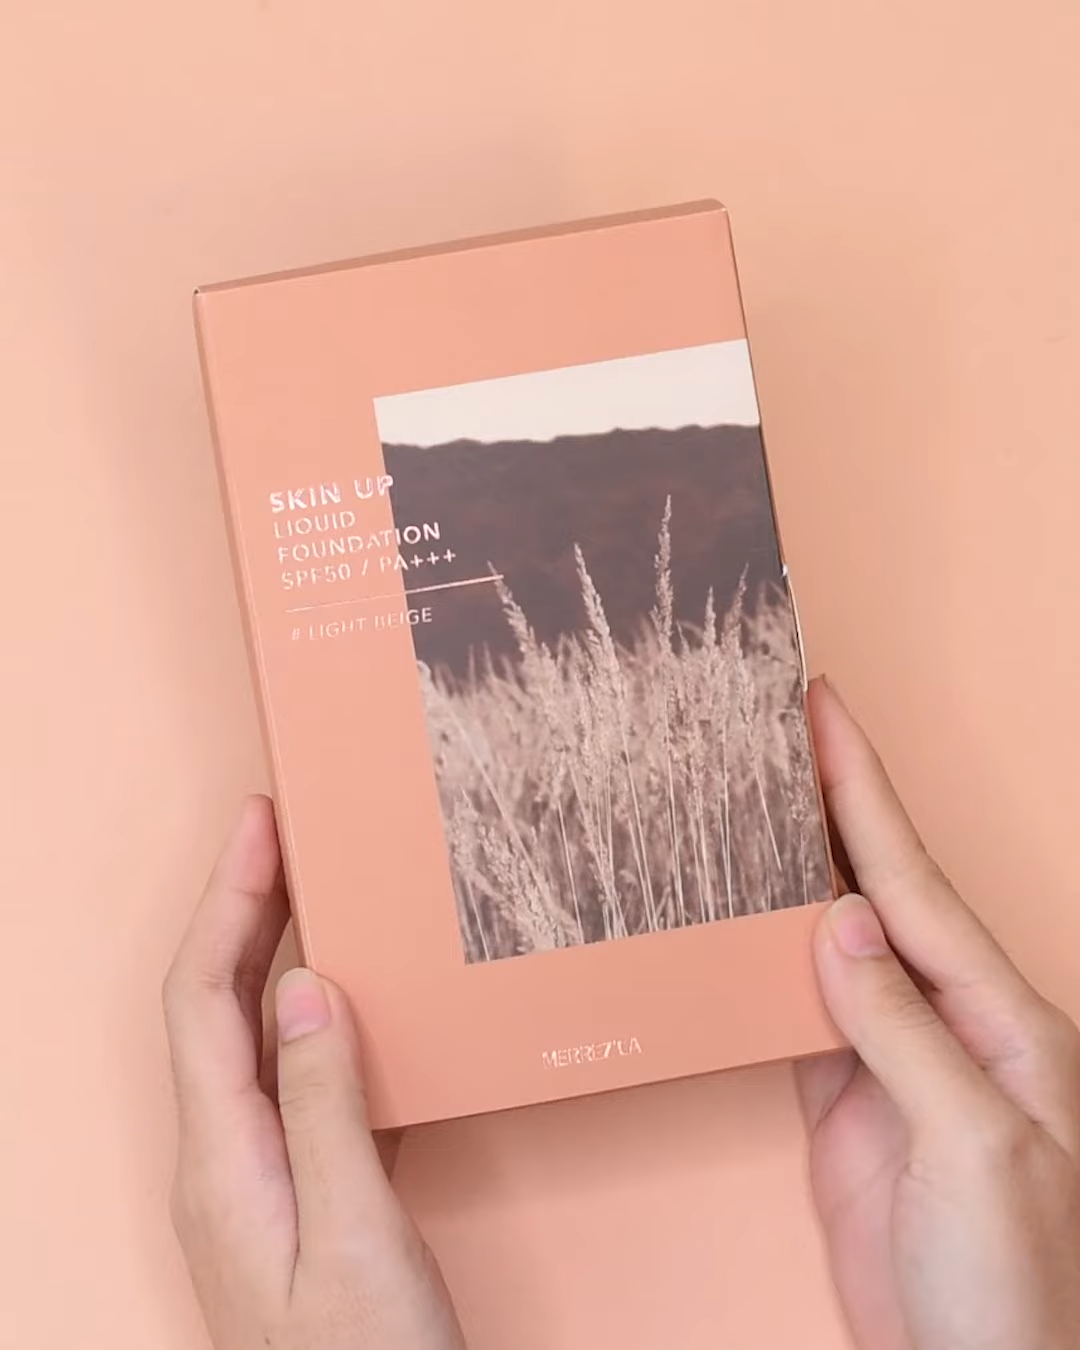 SKIN UP
LIQUID
FOUNDATION
SPF50 / PA+++
# LIGHT BEIGE
MERREZ'CA